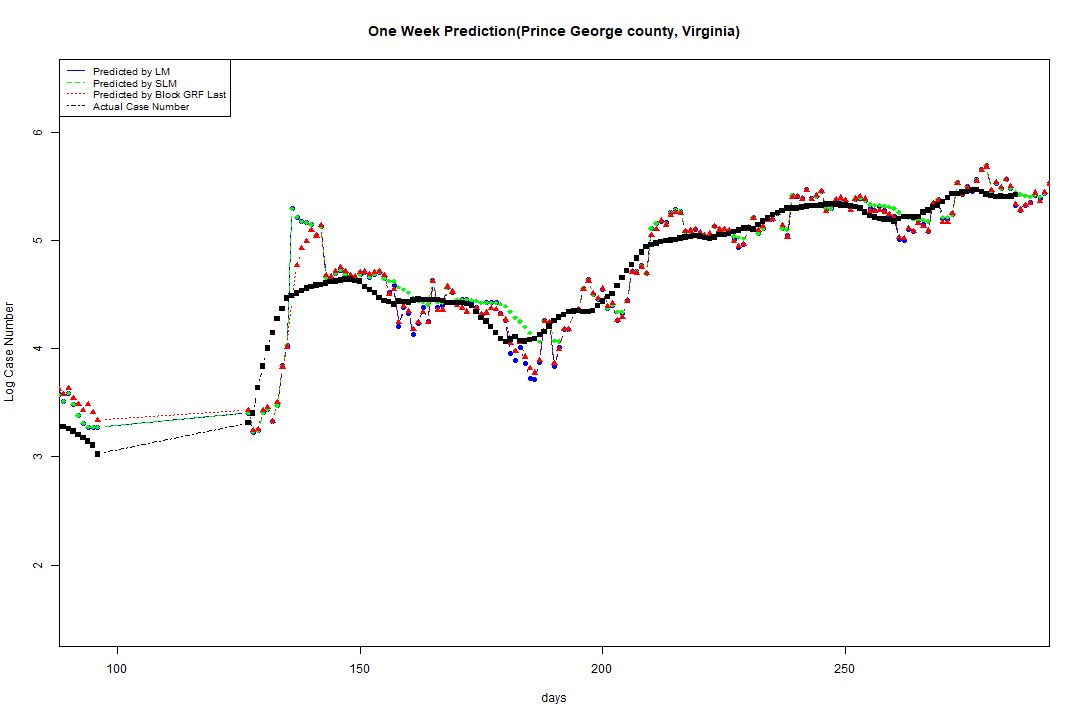 One Week Prediction(Prince George county, Virginia)
Predicted by LM
Predicted by SLM
Predicted by Block GRF Last
Actual Case Number
6
5
4
3
2
Log Case Number
100 150 200 250
days